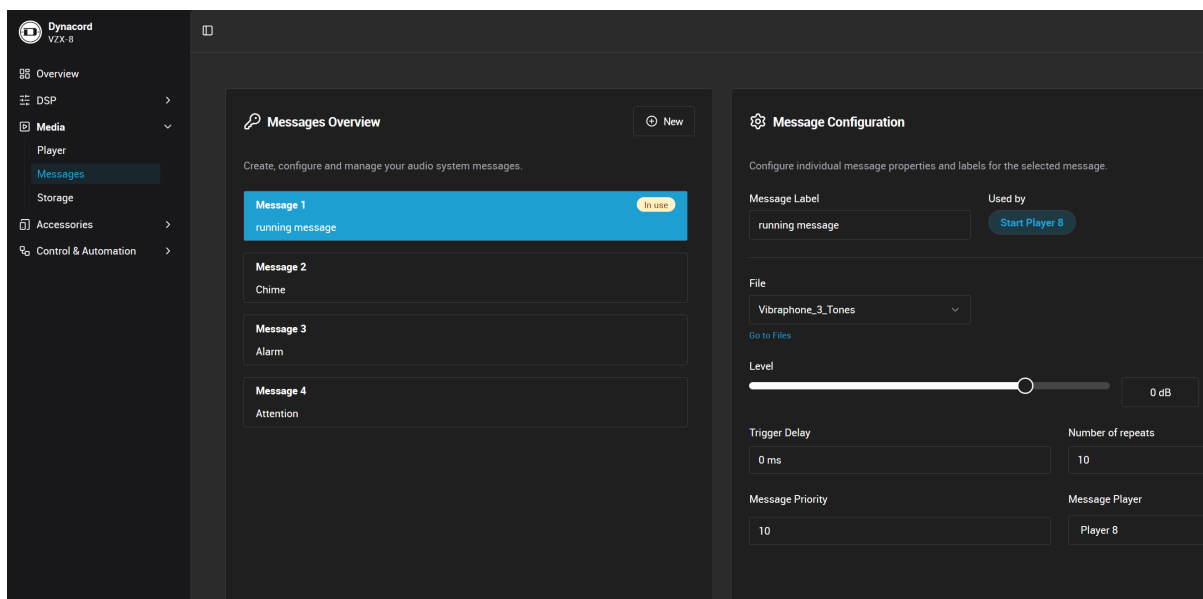 Dynacord
VZX-8
Overview
DSP
Media
Player
Messages
Storage
Accessories
Control & Automation
Messages Overview
New
Create, configure and manage your audio system messages.
Message 1
In use
running message
Message 2
Chime
Message 3
Alarm
Message 4
Attention
Message Configuration
Configure individual message properties and labels for the selected message.
Message Label
Used by
running message
Start Player 8
File
Vibraphone_3_Tones
Go to Files
Level
0 dB
Trigger Delay
Number of repeats
0 ms
10
Message Priority
Message Player
10
Player 8